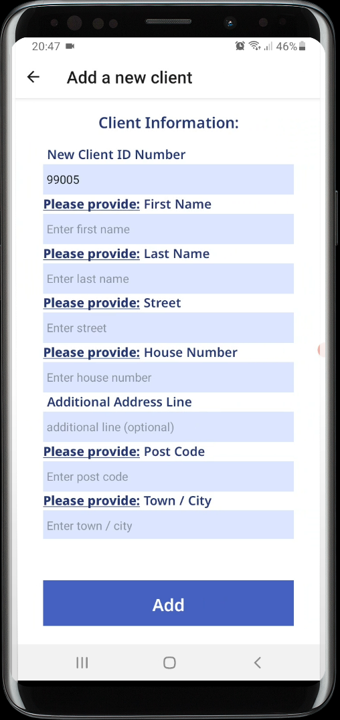 20:47 46%
Add a new client
Client Information:
New Client ID Number
99005
Please provide: First Name
Enter first name
Please provide: Last Name
Enter last name
Please provide: Street
Enter street
Please provide: House Number
Enter house number
Additional Address Line
additional line (optional)
Please provide: Post Code
Enter post code
Please provide: Town / City
Enter town / city
Add